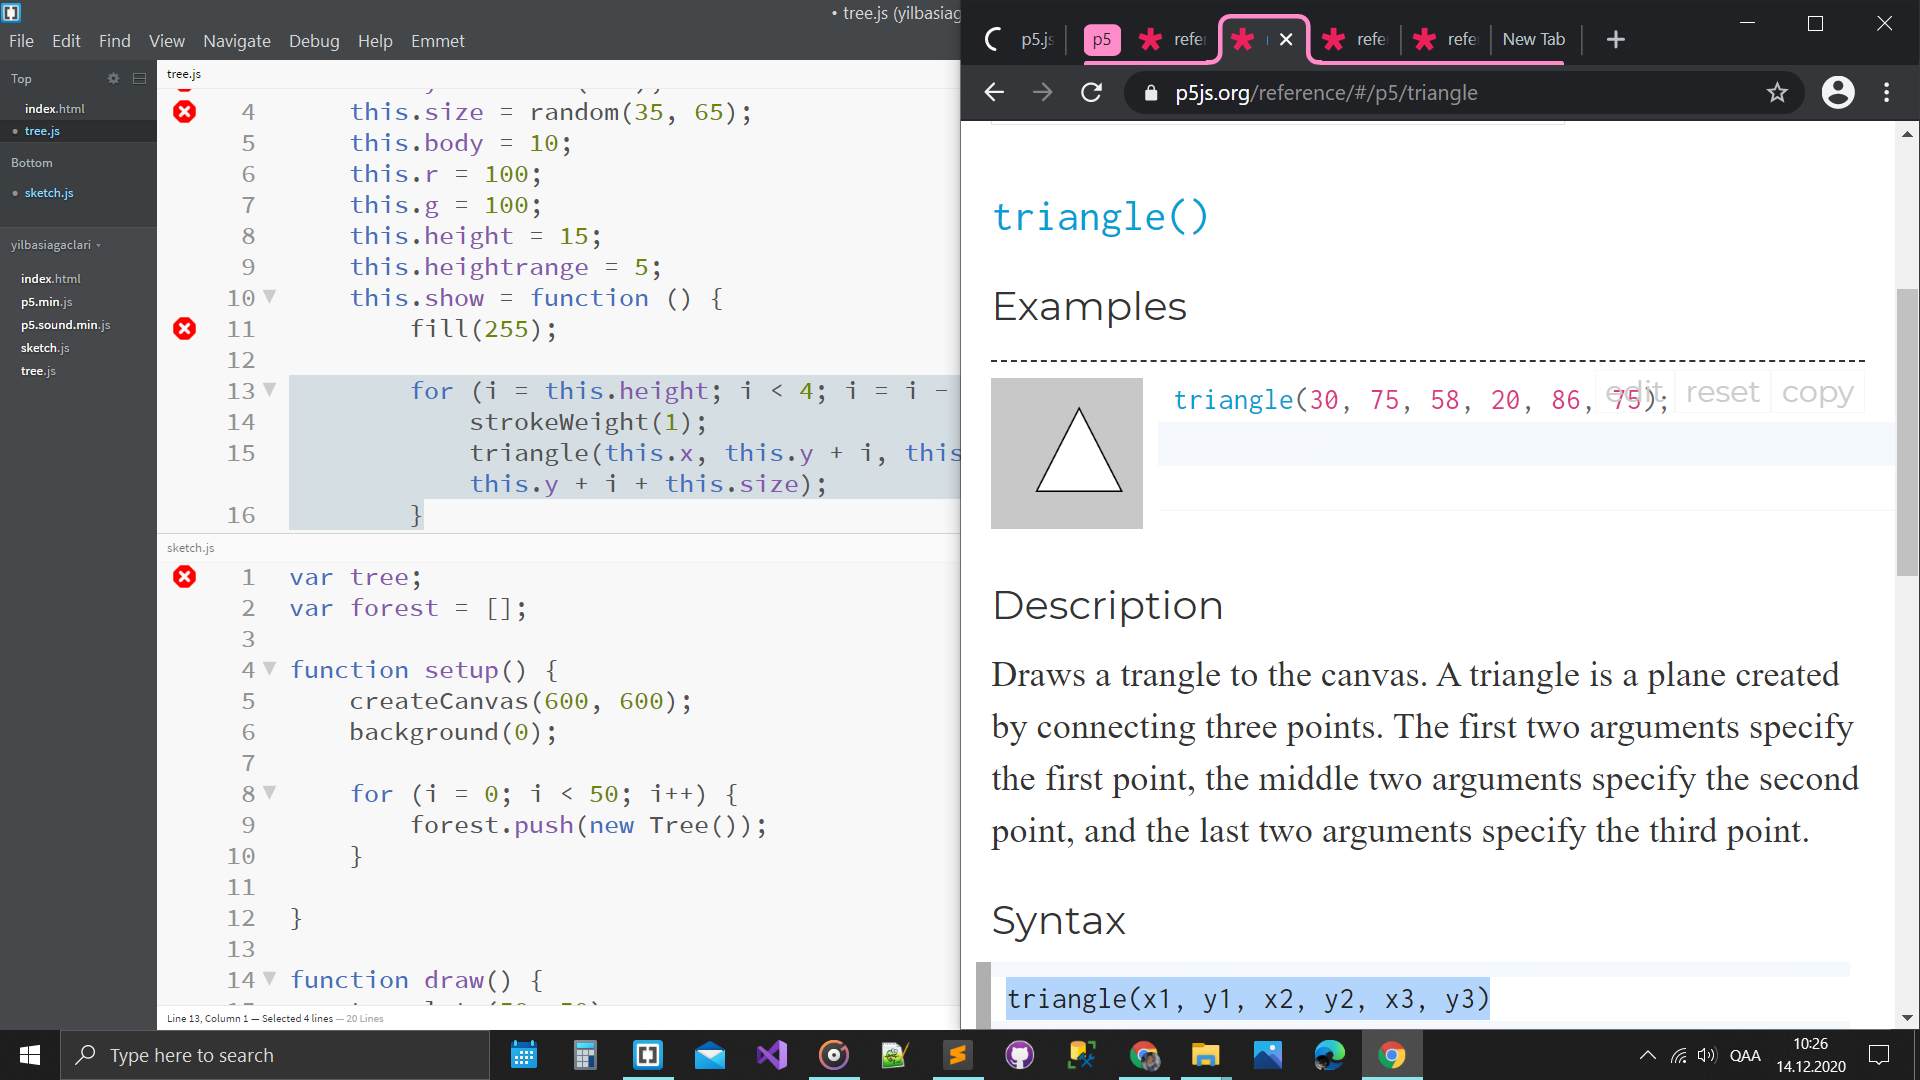 • tree.js (yilbasiag
File Edit Find View Navigate Debug Help Emmet
Top
index.html
• tree.js
Bottom
• sketch.js
yilbasiagaclari
index.html
p5.min.js
p5.sound.min.js
sketch.js
tree.js
tree.js
4 this.size = random(35, 65);
5 this.body = 10;
6 this.r = 100;
7 this.g = 100;
8 this.height = 15;
9 this.heightrange = 5;
10 this.show = function () {
11 fill(255);
12
13 for (i = this.height; i < 4; i = i -
14 strokeWeight(1);
15 triangle(this.x, this.y + i, this
this.y + i + this.size);
16 }
sketch.js
1 var tree;
2 var forest = [];
3
4 function setup() {
5 createCanvas(600, 600);
6 background(0);
7
8 for (i = 0; i < 50; i++) {
9 forest.push(new Tree());
10 }
11
12 }
13
14 function draw() {
Line 13, Column 1 — Selected 4 lines — 20 Lines
p5.js p5 refe refe refe New Tab
p5js.org/reference/#/p5/triangle
triangle()
Examples
triangle(30, 75, 58, 20, 86, 75);
edit reset copy
Description
Draws a trangle to the canvas. A triangle is a plane created
by connecting three points. The first two arguments specify
the first point, the middle two arguments specify the second
point, and the last two arguments specify the third point.
Syntax
triangle(x1, y1, x2, y2, x3, y3)
Type here to search
QAA
10:26
14.12.2020